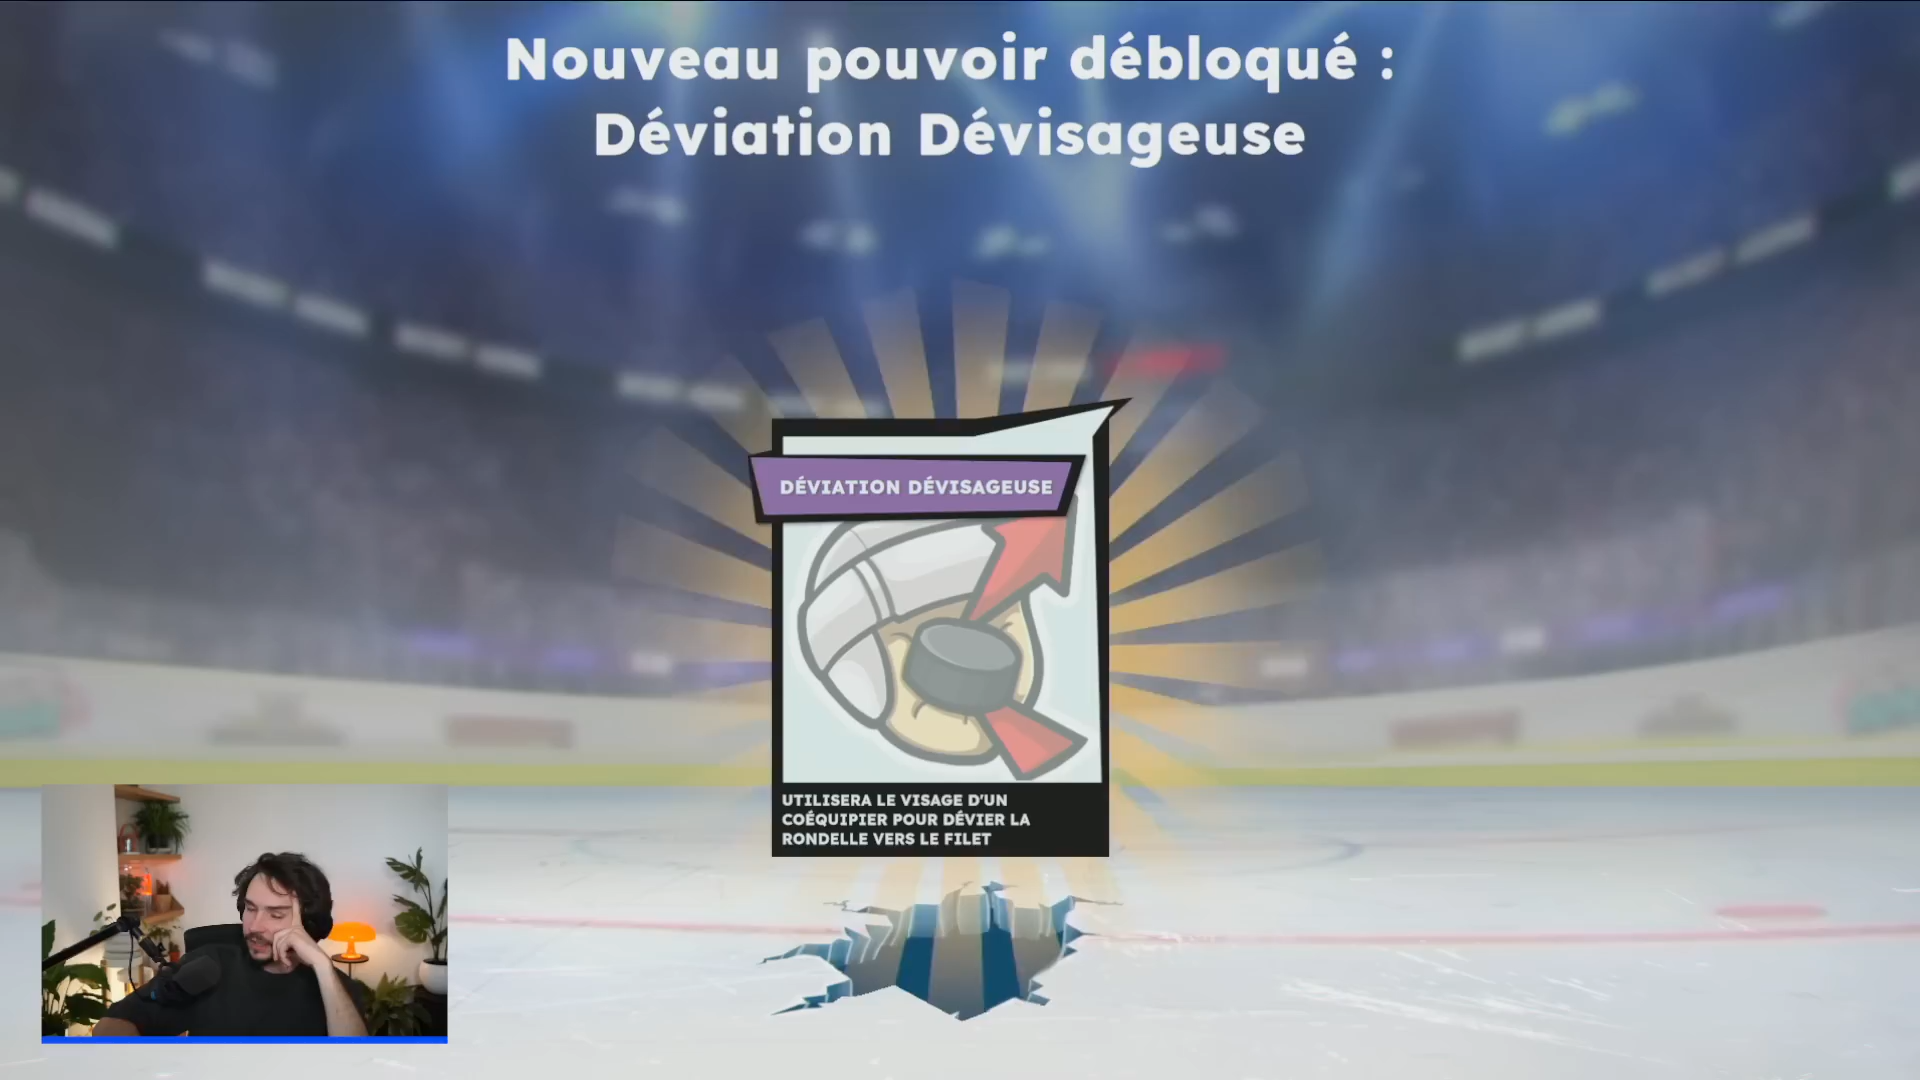 Nouveau pouvoir débloqué :
Déviation Dévisageuse
DÉVIATION DÉVISAGEUSE
UTILISERA LE VISAGE D'UN
COÉQUIPIER POUR DÉVIER LA
RONDELLE VERS LE FILET